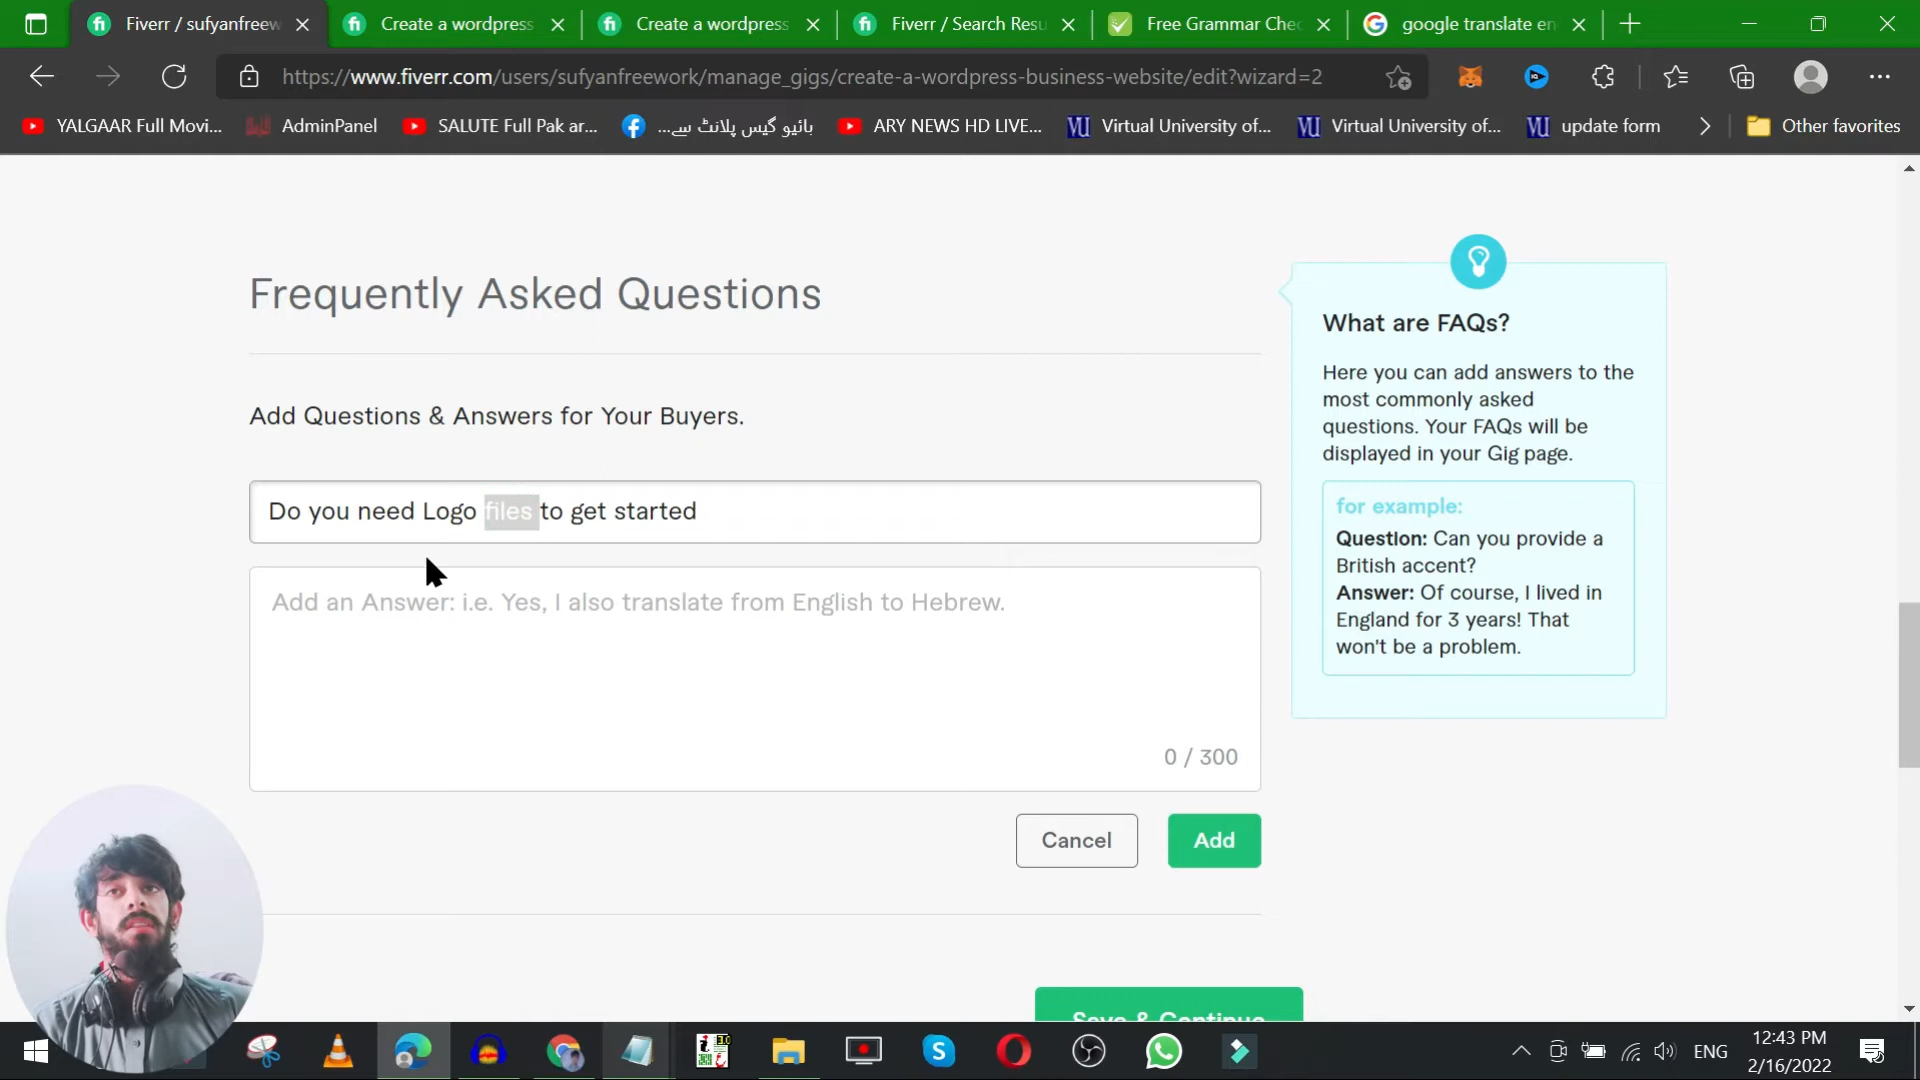 Fiverr / sufyanfreew
Create a wordpress
Create a wordpress
Fiverr / Search Resu
Free Grammar Chec
google translate en
https://www.fiverr.com/users/sufyanfreework/manage_gigs/create-a-wordpress-business-website/edit?wizard=2
YALGAAR Full Movi...
AdminPanel
SALUTE Full Pak ar...
بائیو گیس پلانٹ سے...
ARY NEWS HD LIVE...
Virtual University of...
Virtual University of...
update form
Other favorites
Frequently Asked Questions
Add Questions & Answers for Your Buyers.
Do you need Logo files to get started
Add an Answer: i.e. Yes, I also translate from English to Hebrew.
0 / 300
Cancel
Add
What are FAQs?
Here you can add answers to the
most commonly asked
questions. Your FAQs will be
displayed in your Gig page.
for example:
Question: Can you provide a
British accent?
Answer: Of course, I lived in
England for 3 years! That
won't be a problem.
Save & Continue
ENG
12:43 PM
2/16/2022